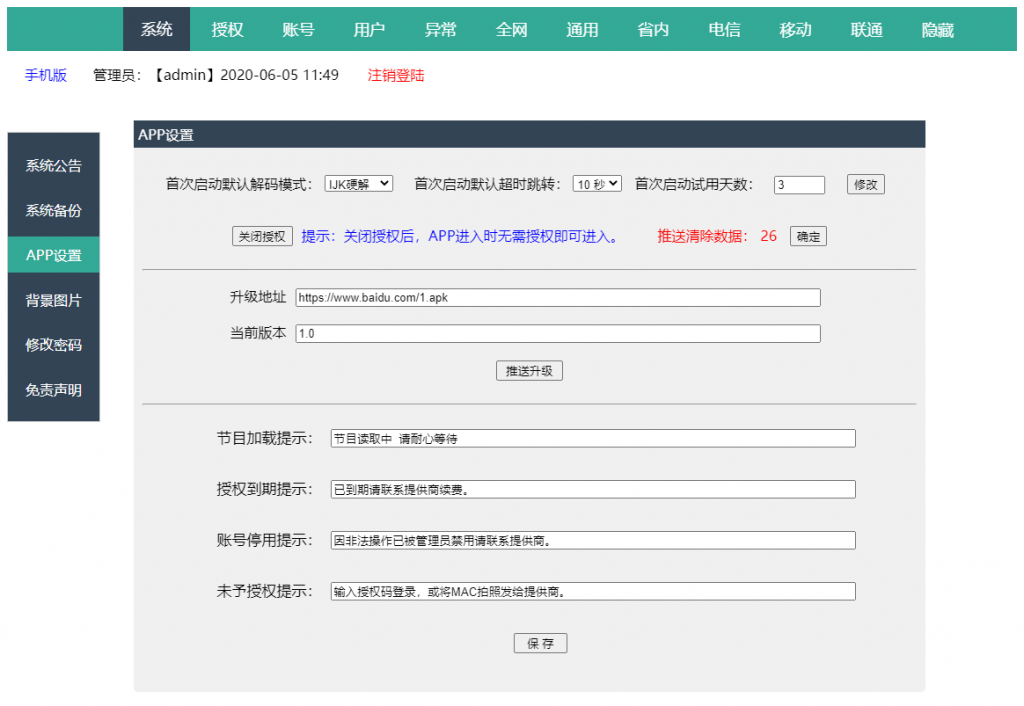 系统 授权 账号 用户 异常 全网 通用 省内 电信 移动 联通 隐藏
手机版 管理员：【admin】2020-06-05 11:49 注销登陆
系统公告
系统备份
APP设置
背景图片
修改密码
免责声明
APP设置
首次启动默认解码模式： IJK硬解 首次启动默认超时跳转： 10 秒 首次启动试用天数： 3 修改
关闭授权 提示：关闭授权后，APP进入时无需授权即可进入。 推送清除数据： 26 确定
升级地址 https://www.baidu.com/1.apk
当前版本 1.0
推送升级
节目加载提示： 节目读取中 请耐心等待
授权到期提示： 已到期请联系提供商续费。
账号停用提示： 因非法操作已被管理员禁用请联系提供商。
未予授权提示： 输入授权码登录，或将MAC拍照发给提供商。
保 存